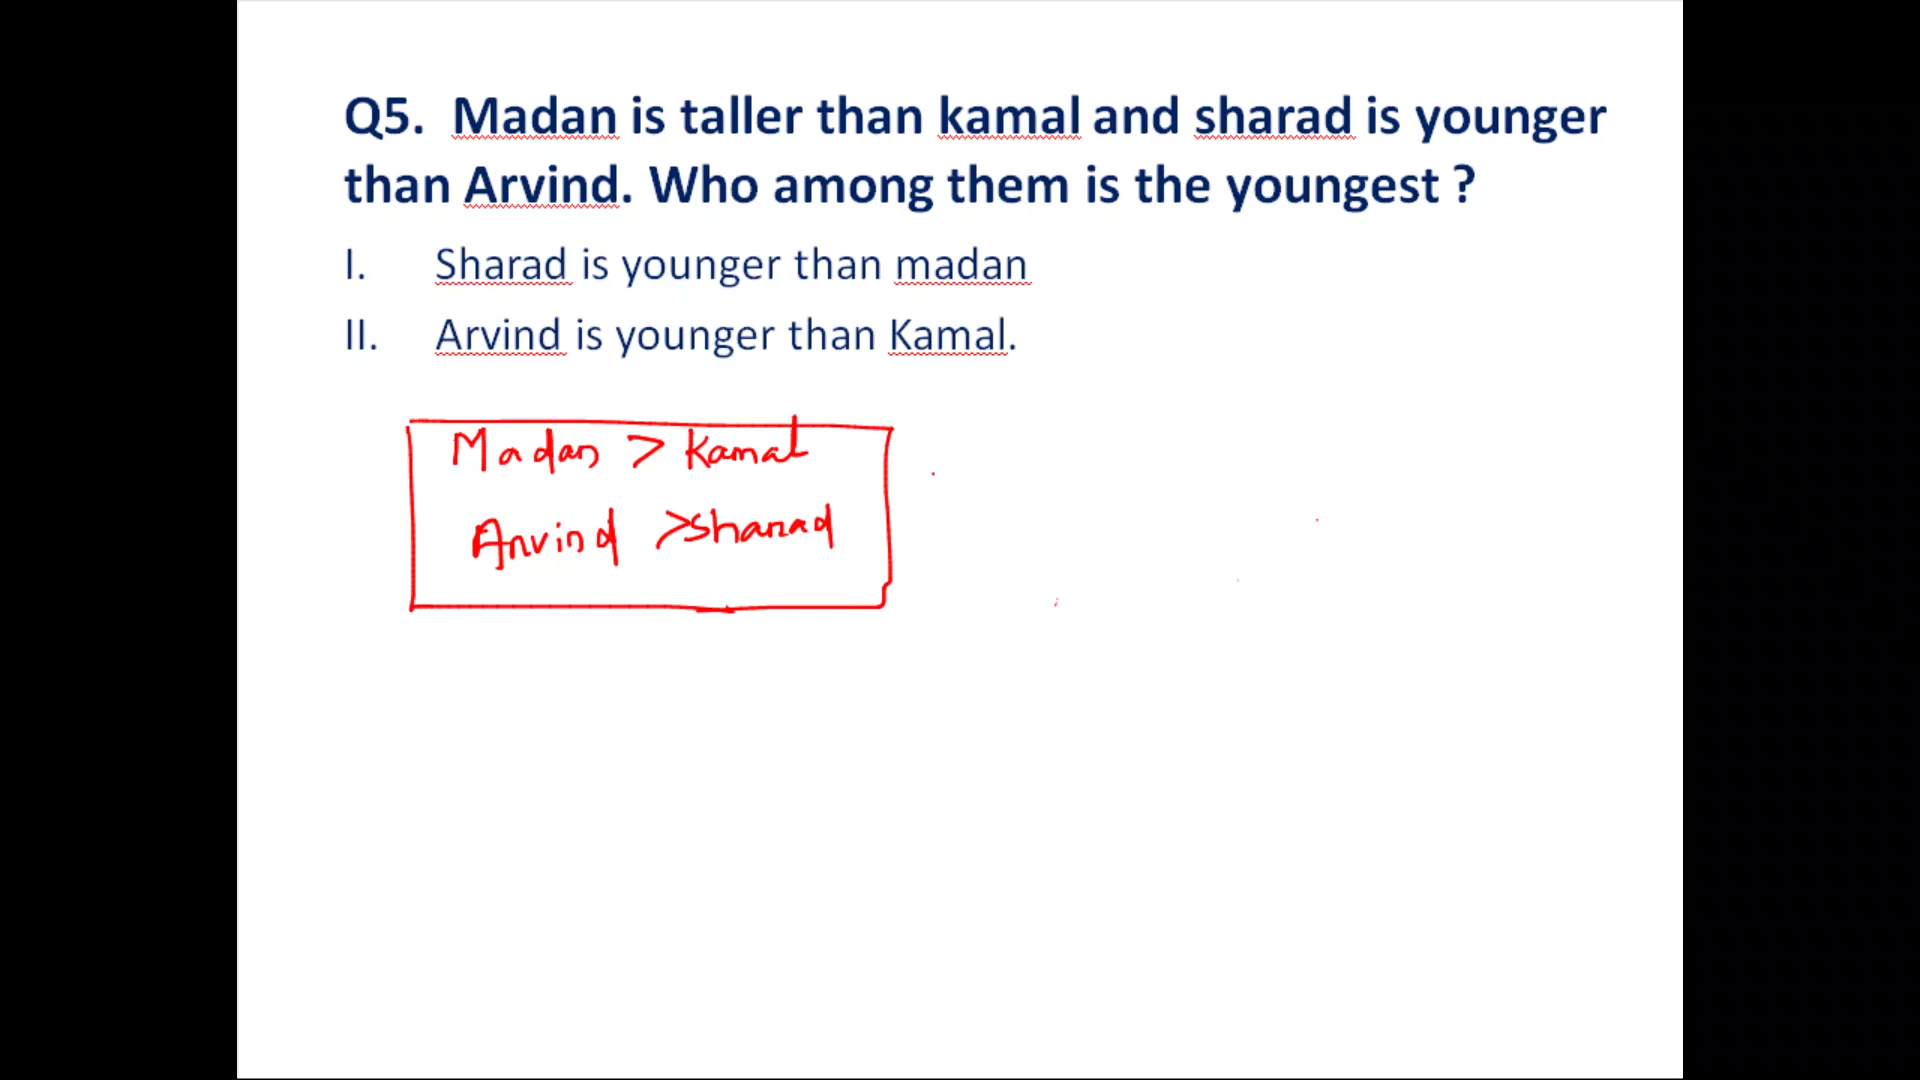 Q5. Madan is taller than kamal and sharad is younger
than Arvind. Who among them is the youngest ?
I. Sharad is younger than madan
II. Arvind is younger than Kamal.
Madan > Kamal
Arvind > Sharad